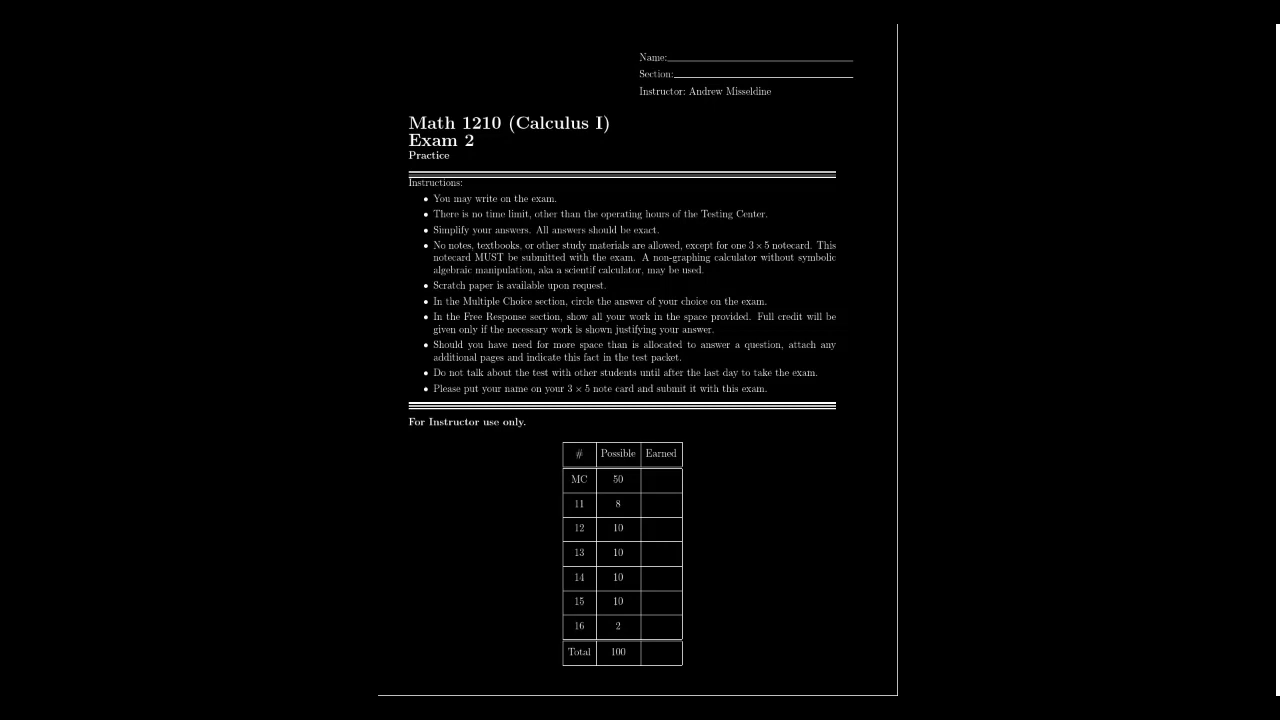 Name:
Section:
Instructor: Andrew Misseldine
Math 1210 (Calculus I)
Exam 2
Practice
Instructions:
• You may write on the exam.
• There is no time limit, other than the operating hours of the Testing Center.
• Simplify your answers. All answers should be exact.
• No notes, textbooks, or other study materials are allowed, except for one 3 × 5 notecard. This
notecard MUST be submitted with the exam. A non-graphing calculator without symbolic
algebraic manipulation, aka a scientif calculator, may be used.
• Scratch paper is available upon request.
• In the Multiple Choice section, circle the answer of your choice on the exam.
• In the Free Response section, show all your work in the space provided. Full credit will be
given only if the necessary work is shown justifying your answer.
• Should you have need for more space than is allocated to answer a question, attach any
additional pages and indicate this fact in the test packet.
• Do not talk about the test with other students until after the last day to take the exam.
• Please put your name on your 3 × 5 note card and submit it with this exam.
For Instructor use only.
# Possible Earned
MC 50
11 8
12 10
13 10
14 10
15 10
16 2
Total 100